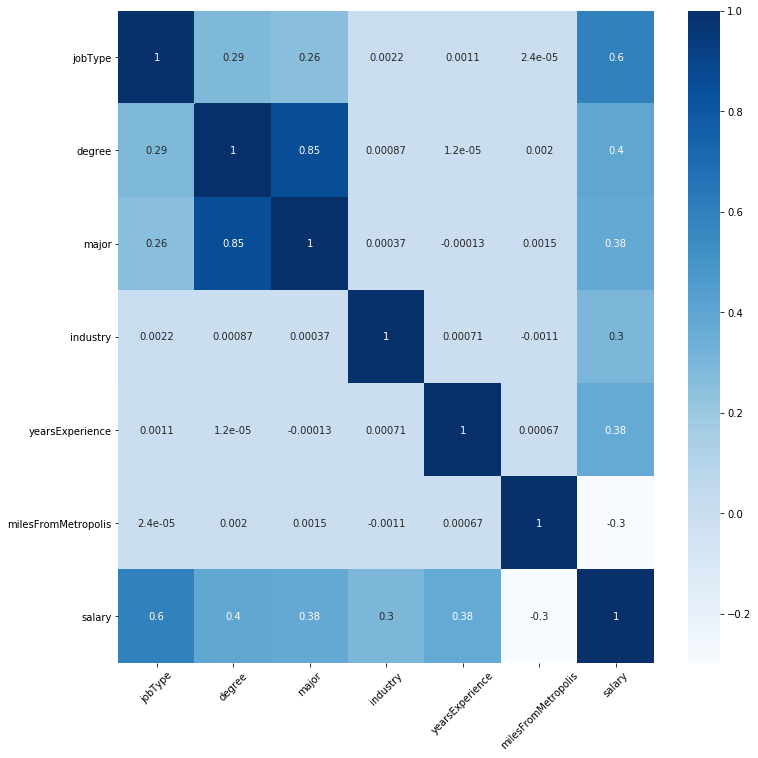 jobType 1 0.29 0.26 0.0022 0.0011 2.4e-05 0.6
degree 0.29 1 0.85 0.00087 1.2e-05 0.002 0.4
major 0.26 0.85 1 0.00037 -0.00013 0.0015 0.38
industry 0.0022 0.00087 0.00037 1 0.00071 -0.0011 0.3
yearsExperience 0.0011 1.2e-05 -0.00013 0.00071 1 0.00067 0.38
milesFromMetropolis 2.4e-05 0.002 0.0015 -0.0011 0.00067 1 -0.3
salary 0.6 0.4 0.38 0.3 0.38 -0.3 1
jobType degree major industry yearsExperience milesFromMetropolis salary
1.0
0.8
0.6
0.4
0.2
0.0
−0.2